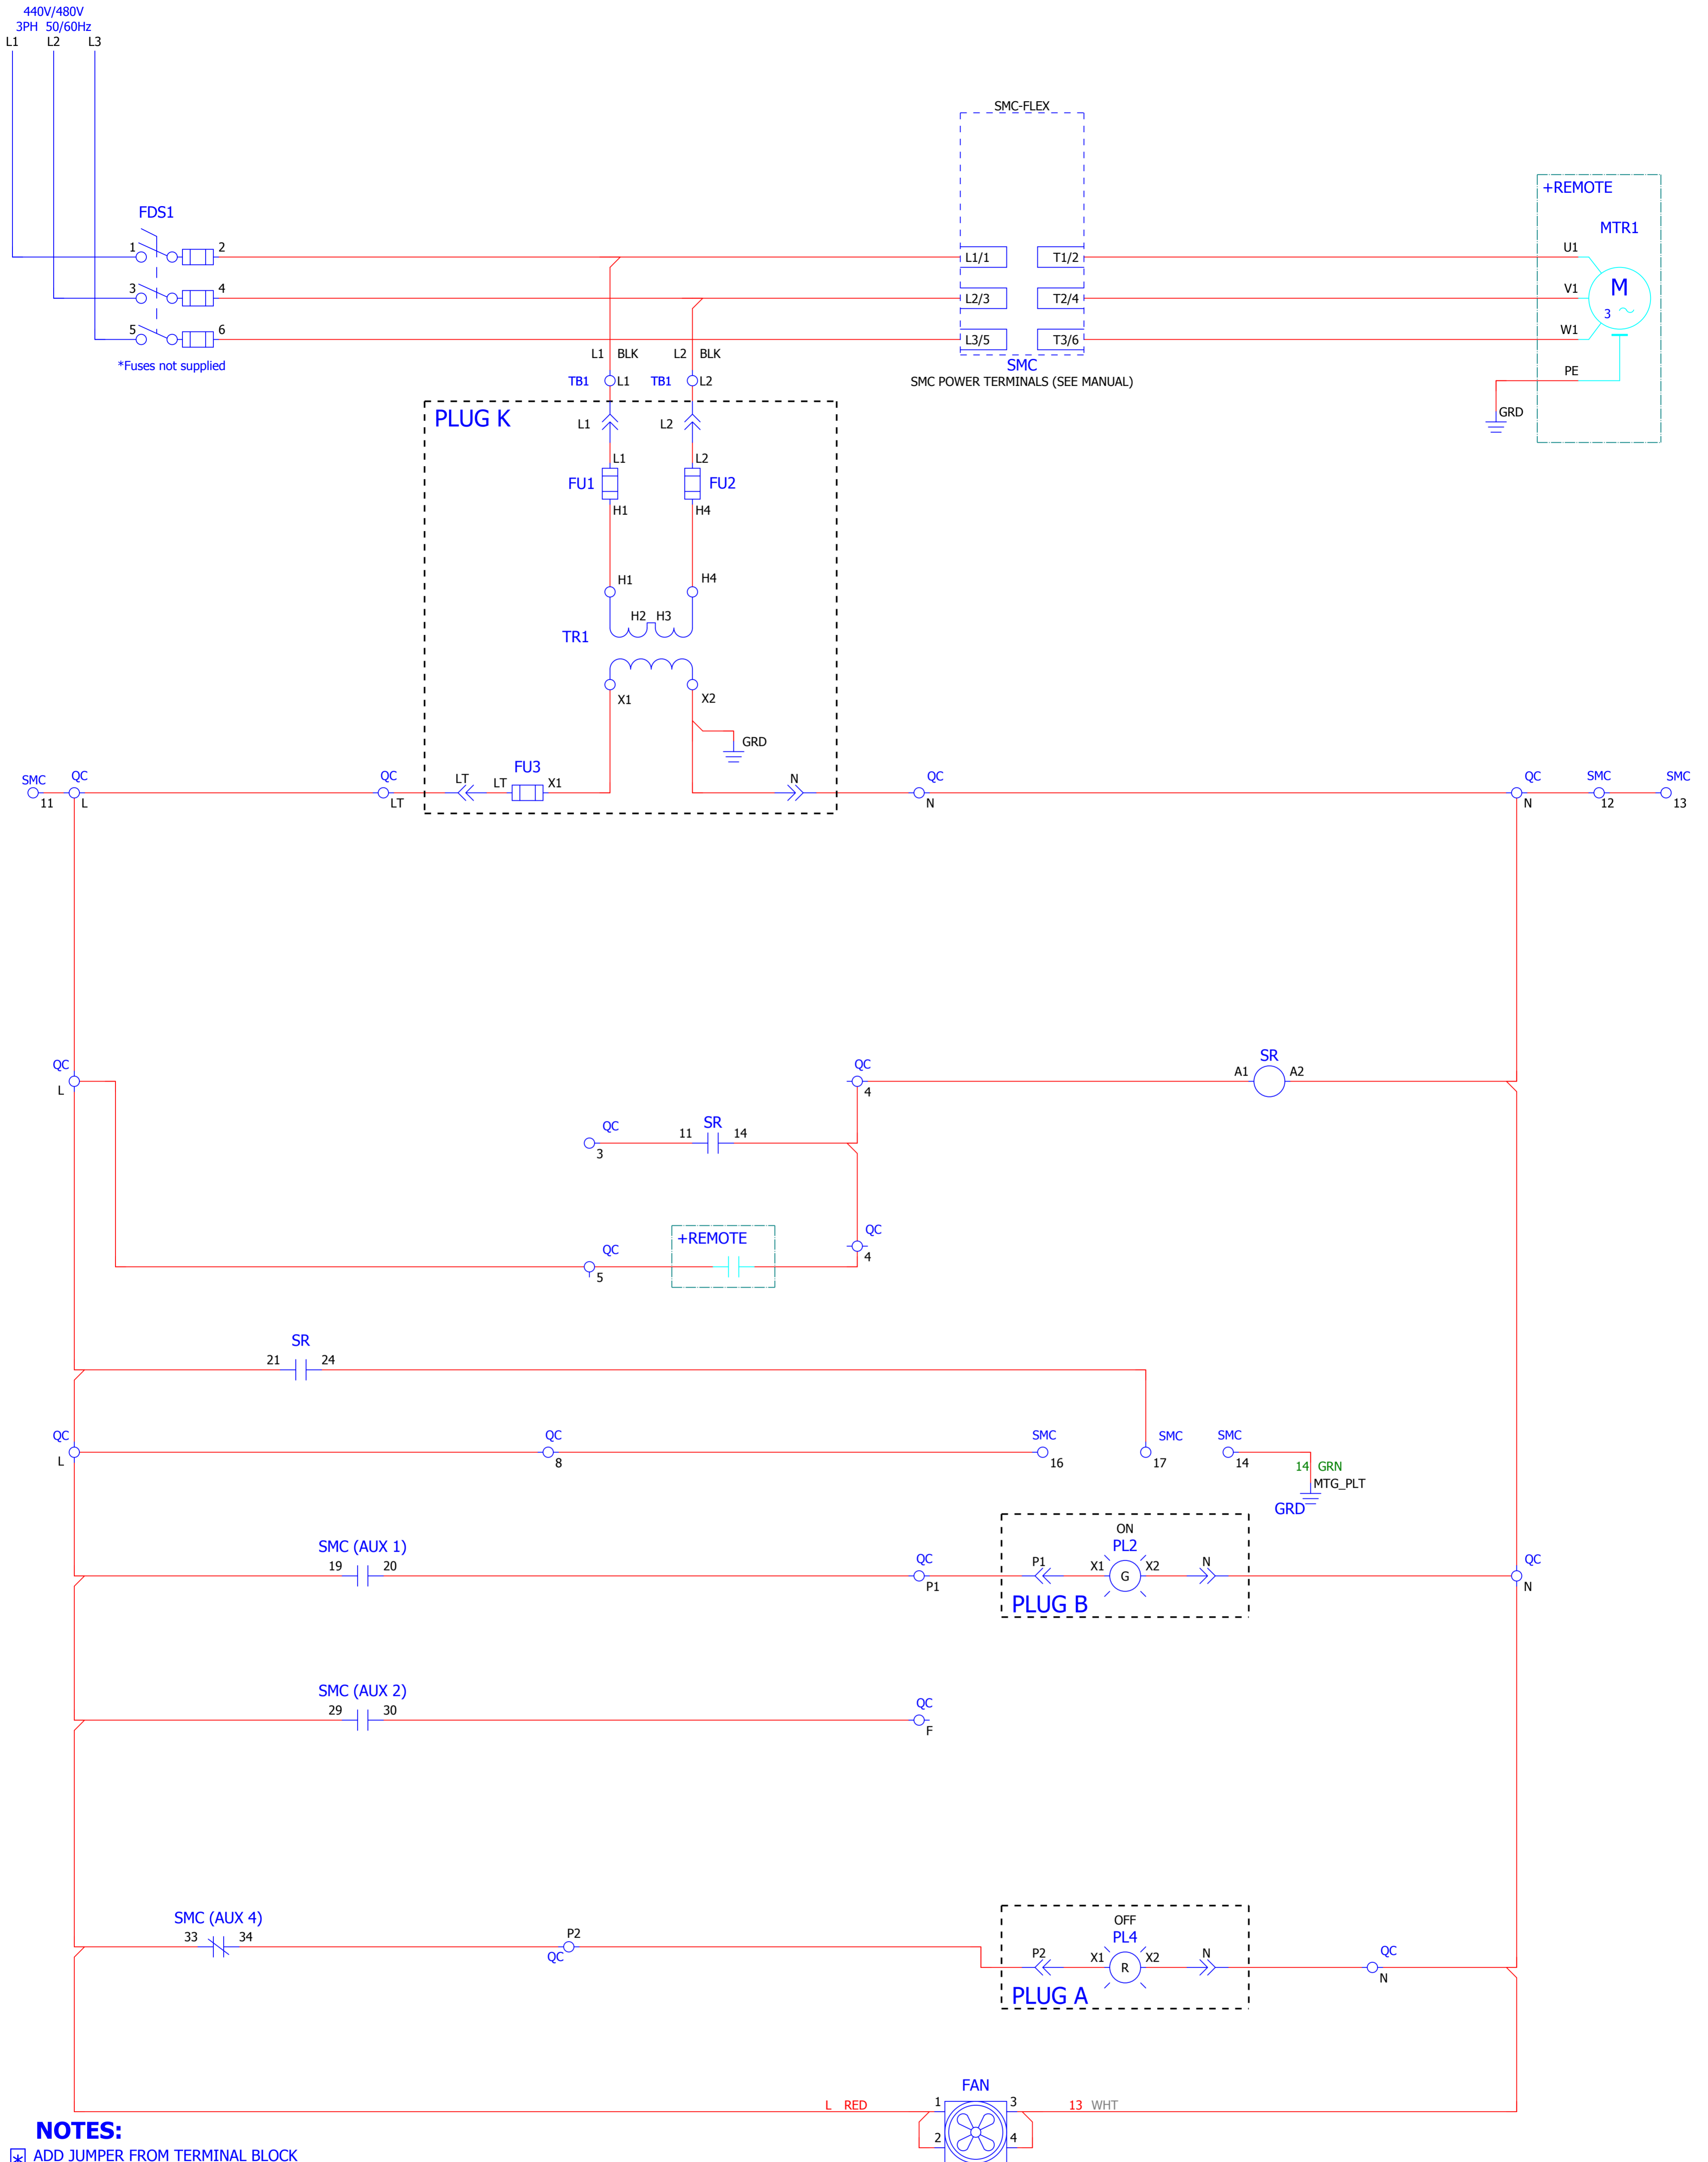 440V/480V
3PH 50/60Hz
L1 L2 L3
SMC-FLEX
+REMOTE
FDS1
MTR1
1 2
L1/1 T1/2
U1
3 4
L2/3 T2/4
V1
M
3
5 6
L3/5 T3/6
W1
*Fuses not supplied
L1 BLK L2 BLK
SMC
SMC POWER TERMINALS (SEE MANUAL)
PE
TB1 L1 TB1 L2
GRD
PLUG K
L1 L2
L1 L2
FU1 FU2
H1 H4
H1 H4
H2 H3
TR1
X1 X2
GRD
SMC QC QC LT FU3 N QC QC SMC SMC
LT X1
11 L LT N N 12 13
QC QC SR
A1 A2
L 4
QC SR
11 14
3
QC
+REMOTE
4
QC
5
SR
21 24
QC QC SMC SMC SMC
L 8 16 17 14
14 GRN
MTG_PLT
GRD
ON
SMC (AUX 1) PL2
19 20 QC P1 X1 X2 N QC
G
P1 N
PLUG B
SMC (AUX 2)
29 30 QC
F
SMC (AUX 4) OFF
33 34 P2 PL4
QC
P2 X1 X2 N QC
R
N
PLUG A
FAN
L RED 1 3 13 WHT
2 4
NOTES:
* ADD JUMPER FROM TERMINAL BLOCK